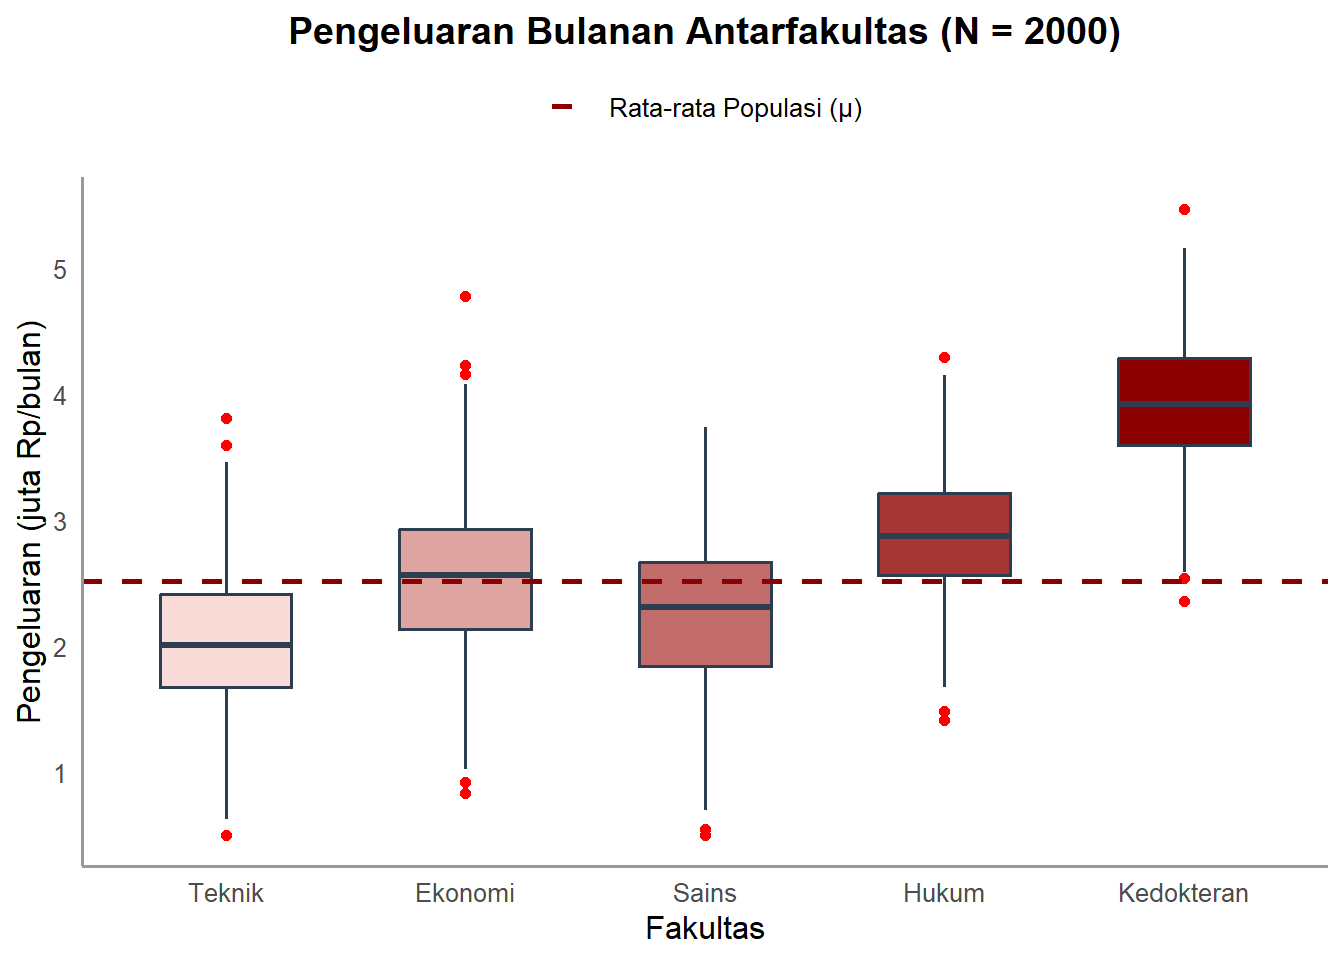 Pengeluaran Bulanan Antarfakultas (N = 2000)
Rata-rata Populasi (μ)
Pengeluaran (juta Rp/bulan)
5
4
3
2
1
Teknik Ekonomi Sains Hukum Kedokteran
Fakultas